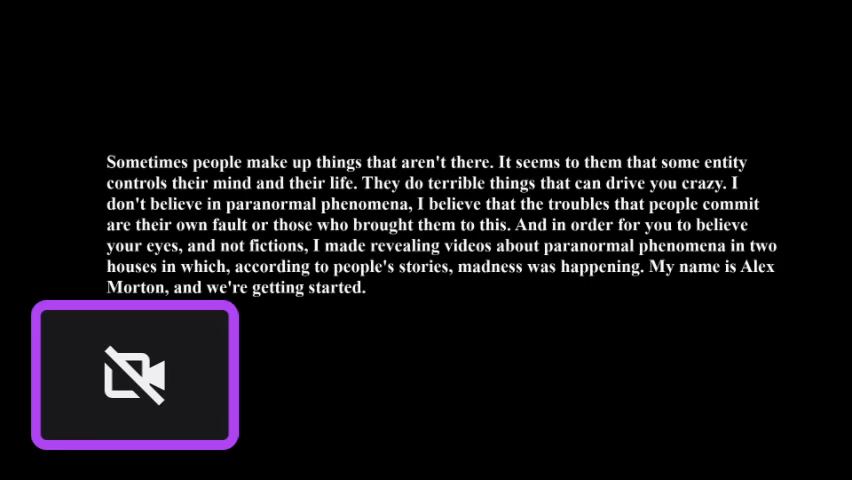 Sometimes people make up things that aren't there. It seems to them that some entity
controls their mind and their life. They do terrible things that can drive you crazy. I
don't believe in paranormal phenomena, I believe that the troubles that people commit
are their own fault or those who brought them to this. And in order for you to believe
your eyes, and not fictions, I made revealing videos about paranormal phenomena in two
houses in which, according to people's stories, madness was happening. My name is Alex
Morton, and we're getting started.